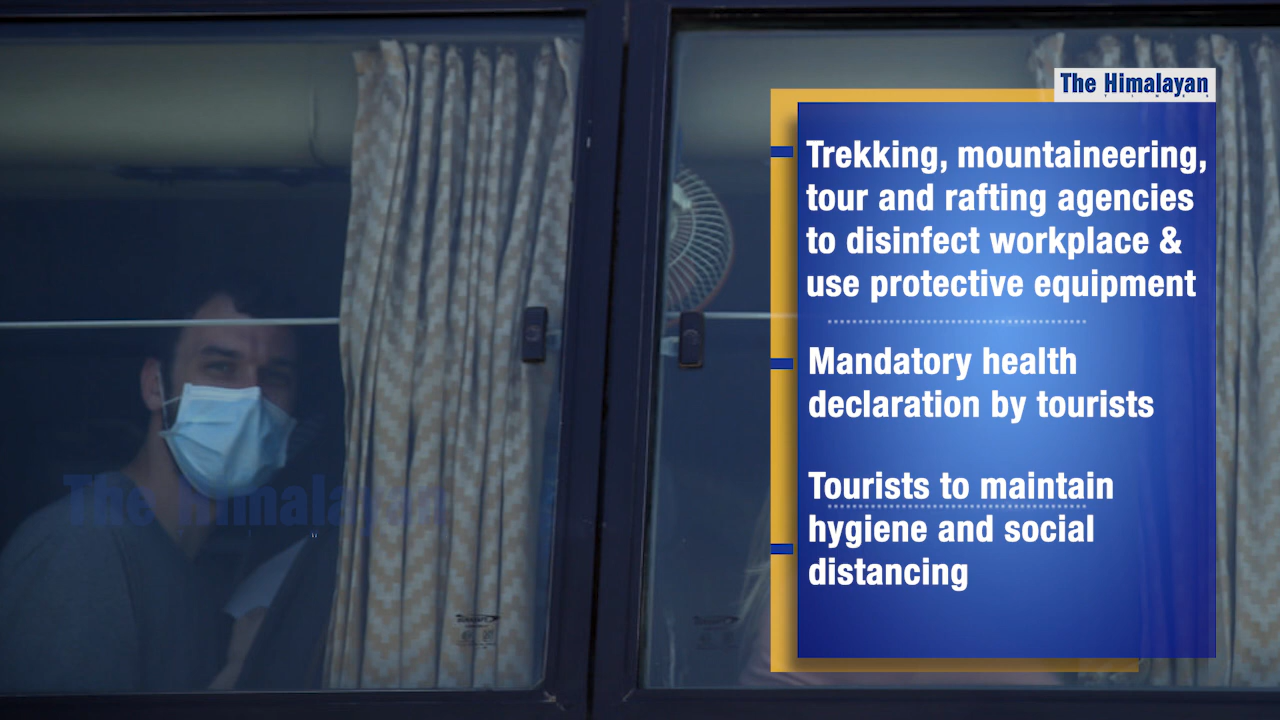 The Himalayan
TIMES
Trekking, mountaineering,
tour and rafting agencies
to disinfect workplace &
use protective equipment
Mandatory health
declaration by tourists
Tourists to maintain
hygiene and social
distancing
The Himalayan